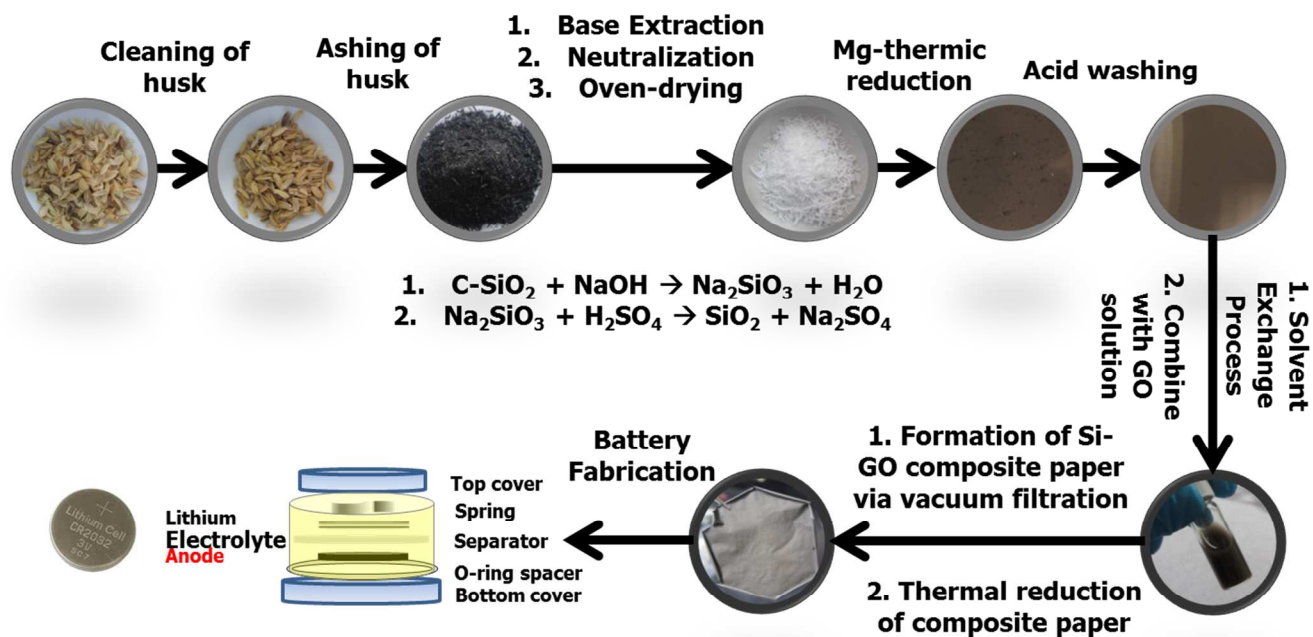 Cleaning of
husk
Ashing of
husk
1. Base Extraction
2. Neutralization
3. Oven-drying
Mg-thermic
reduction
Acid washing
1. C-SiO₂ + NaOH → Na₂SiO₃ + H₂O
2. Na₂SiO₃ + H₂SO₄ → SiO₂ + Na₂SO₄
1. Solvent
Exchange
Process
2. Combine
with GO
solution
1. Formation of Si-
GO composite paper
via vacuum filtration
2. Thermal reduction
of composite paper
Battery
Fabrication
Top cover
Spring
Separator
O-ring spacer
Bottom cover
Lithium
Electrolyte
Anode
+
Lithium Cell
CR2032
3V